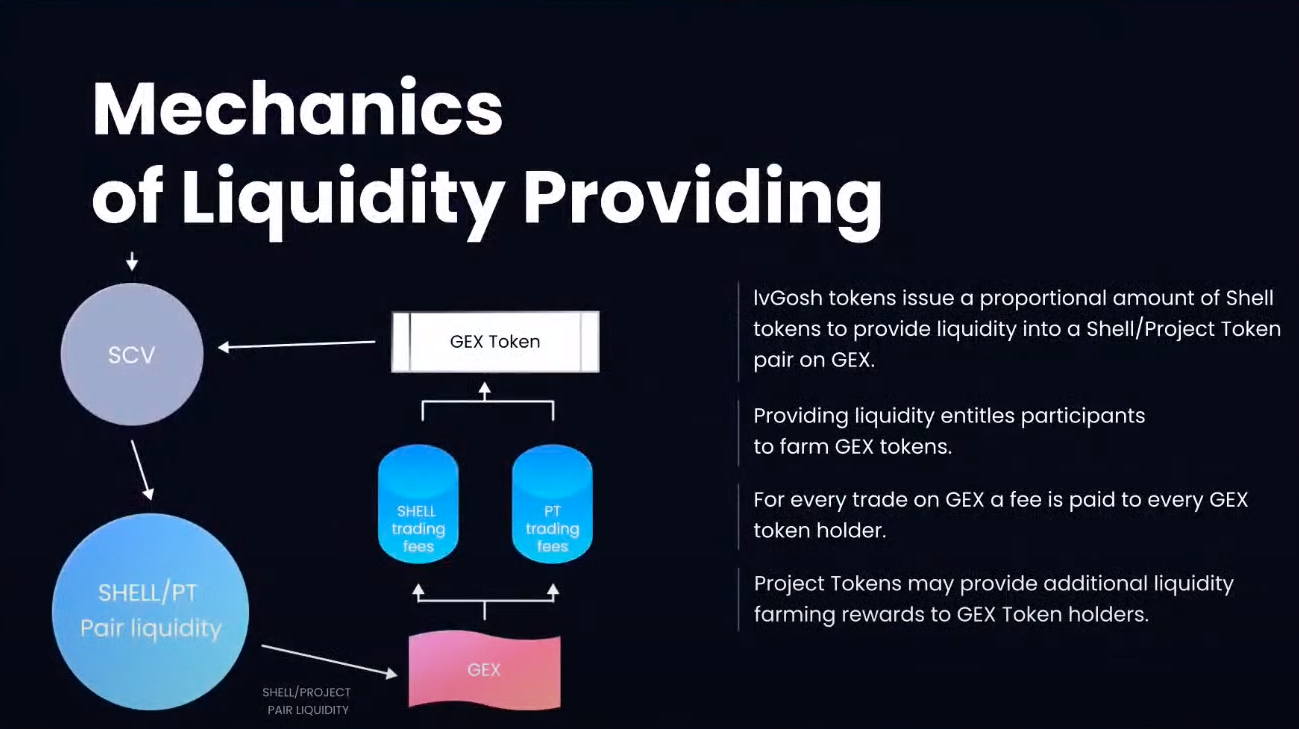 Mechanics
of Liquidity Providing
SCV
GEX Token
SHELL
trading
fees
PT
trading
fees
SHELL/PT
Pair liquidity
GEX
SHELL/PROJECT
PAIR LIQUIDITY
lvGosh tokens issue a proportional amount of Shell
tokens to provide liquidity into a Shell/Project Token
pair on GEX.
Providing liquidity entitles participants
to farm GEX tokens.
For every trade on GEX a fee is paid to every GEX
token holder.
Project Tokens may provide additional liquidity
farming rewards to GEX Token holders.